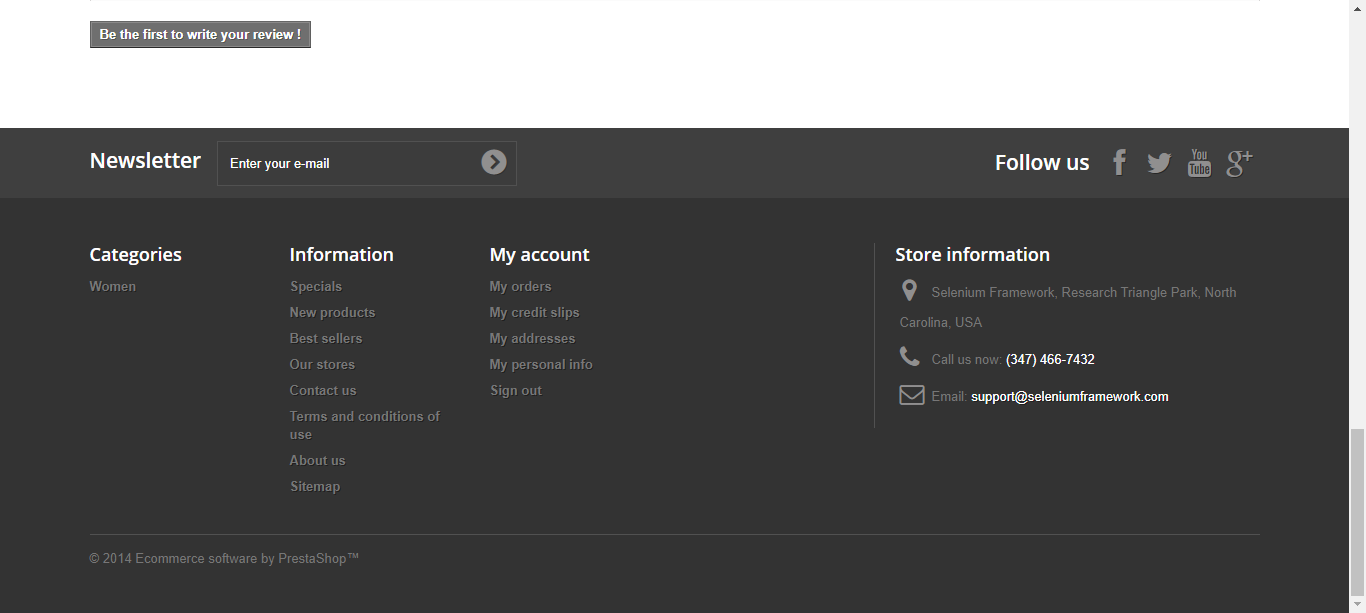 Be the first to write your review !
Newsletter
Enter your e-mail
Follow us
You
Tube
g+
Categories
Women
Information
Specials
New products
Best sellers
Our stores
Contact us
Terms and conditions of
use
About us
Sitemap
My account
My orders
My credit slips
My addresses
My personal info
Sign out
Store information
Selenium Framework, Research Triangle Park, North
Carolina, USA
Call us now: (347) 466-7432
Email: support@seleniumframework.com
© 2014 Ecommerce software by PrestaShop™